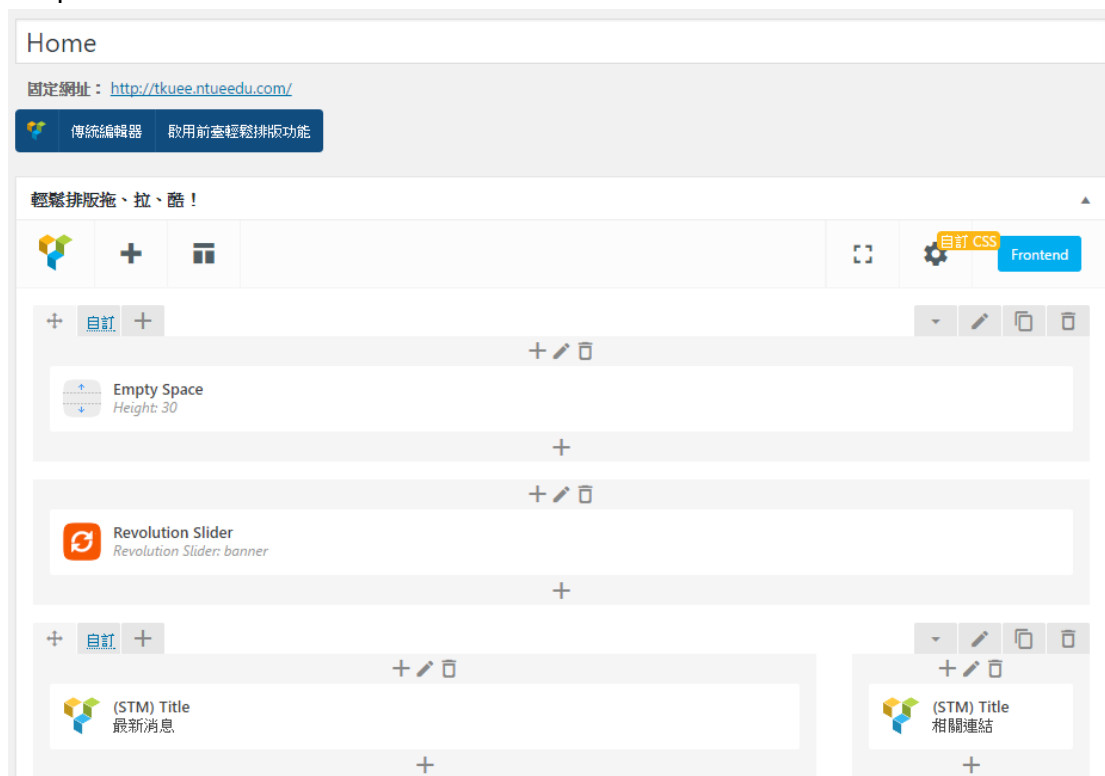 Home
固定網址： http://tkuee.ntueedu.com/
傳統編輯器 啟用前臺輕鬆排版功能
輕鬆排版拖、拉、酷！
自訂 CSS
Frontend
自訂
Empty Space
Height: 30
Revolution Slider
Revolution Slider: banner
自訂
(STM) Title
最新消息
(STM) Title
相關連結